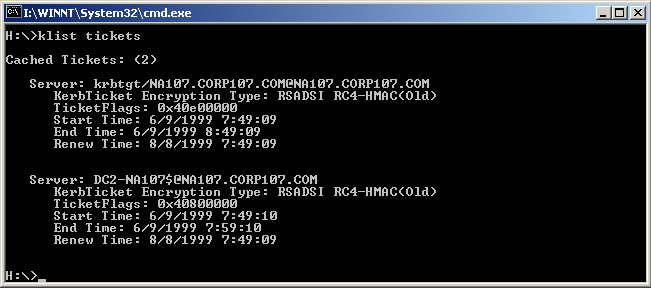 I:\WINNT\System32\cmd.exe
H:\>klist tickets
Cached Tickets: (2)
Server: krbtgt/NA107.CORP107.COM@NA107.CORP107.COM
KerbTicket Encryption Type: RSADSI RC4-HMAC(Old)
TicketFlags: 0x40e00000
Start Time: 6/9/1999 7:49:09
End Time: 6/9/1999 8:49:09
Renew Time: 8/8/1999 7:49:09
Server: DC2-NA107$@NA107.CORP107.COM
KerbTicket Encryption Type: RSADSI RC4-HMAC(Old)
TicketFlags: 0x40800000
Start Time: 6/9/1999 7:49:10
End Time: 6/9/1999 7:59:10
Renew Time: 8/8/1999 7:49:09
H:\>_